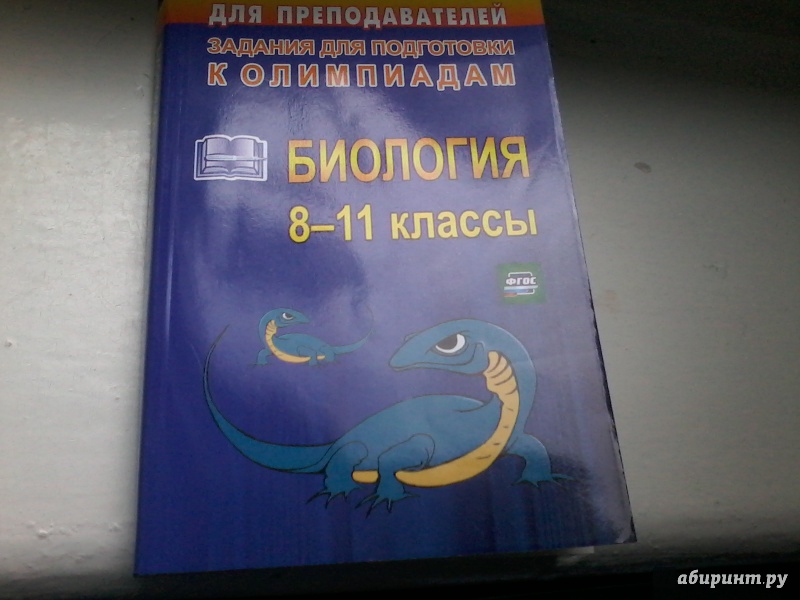 ДЛЯ ПРЕПОДАВАТЕЛЕЙ
ЗАДАНИЯ ДЛЯ ПОДГОТОВКИ
К ОЛИМПИАДАМ
БИОЛОГИЯ
8–11 классы
ФГОС
абиринт.ру